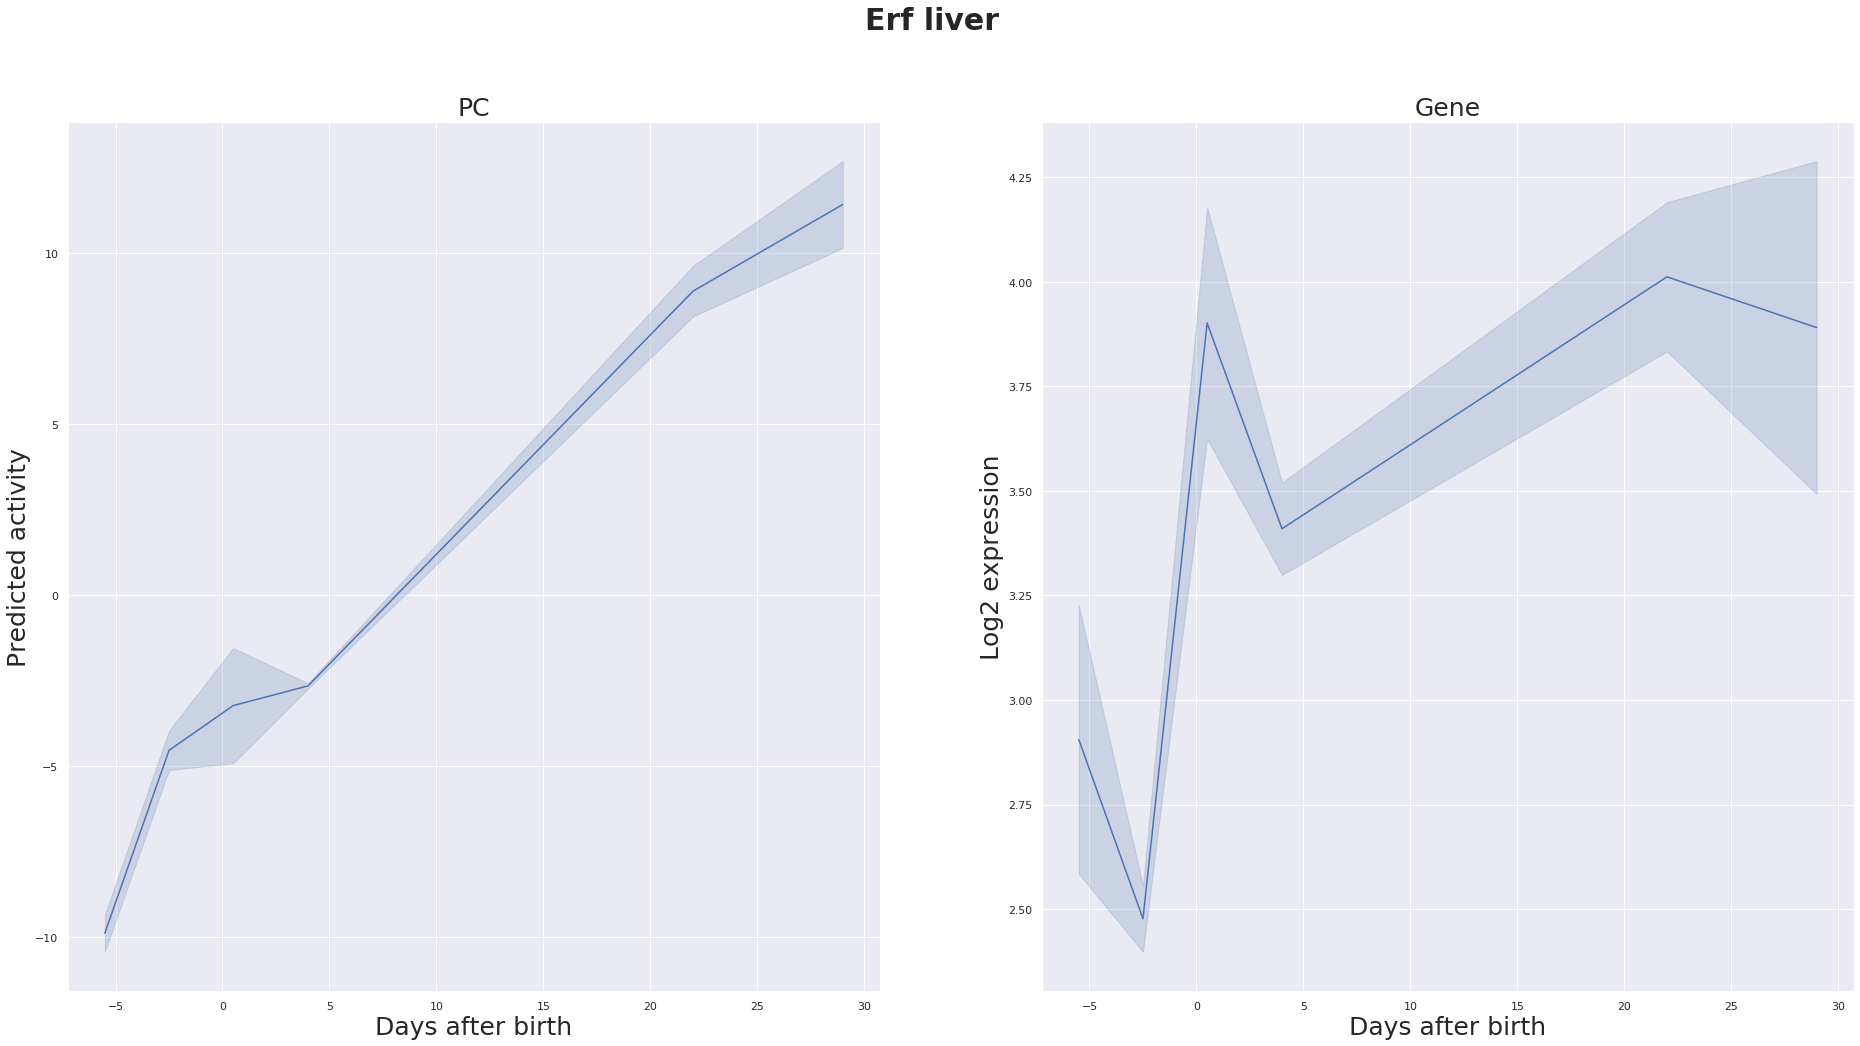 Erf liver
PC
Predicted activity
10
5
0
−5
−10
−5 0 5 10 15 20 25 30
Days after birth
Gene
Log2 expression
4.25
4.00
3.75
3.50
3.25
3.00
2.75
2.50
−5 0 5 10 15 20 25 30
Days after birth